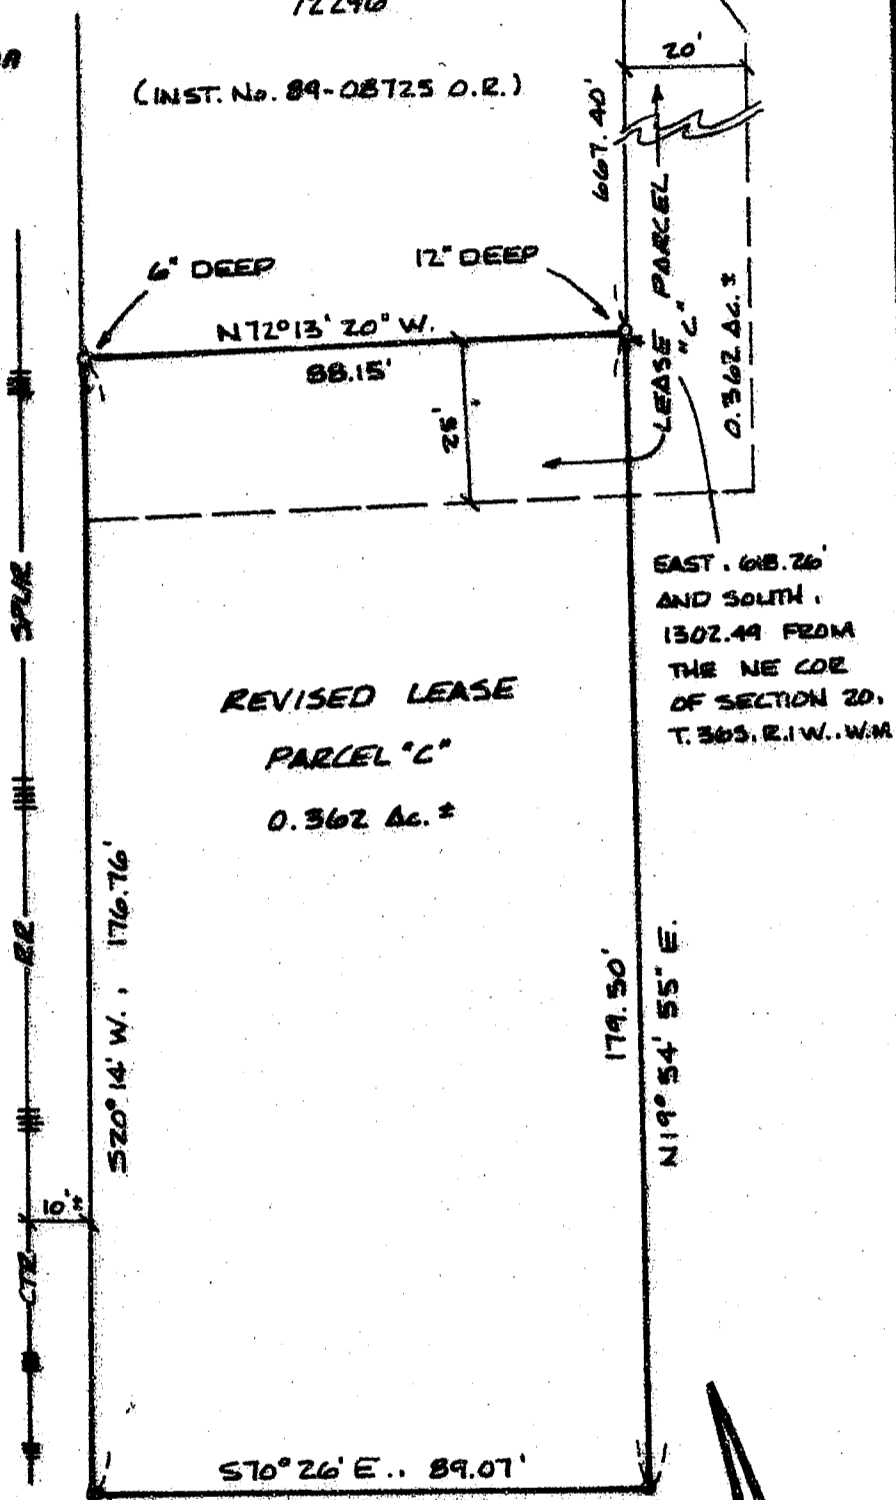 (INST. No. 89-08725 O.R.)
20'
667.40'
6" DEEP
12" DEEP
N72°13'20" W.
88.15'
25'±
LEASE PARCEL
"C"
0.362 Ac.±
EAST, 618.26'
AND SOUTH,
1302.49 FROM
THE NE COR
OF SECTION 20,
T. 36S. R.1W., W.M
REVISED LEASE
PARCEL "C"
0.362 Ac.±
SPUR
RR
CTR
S20°14' W., 176.76'
179.50'
N19°54'55" E.
10'±
S70°26' E., 89.07'